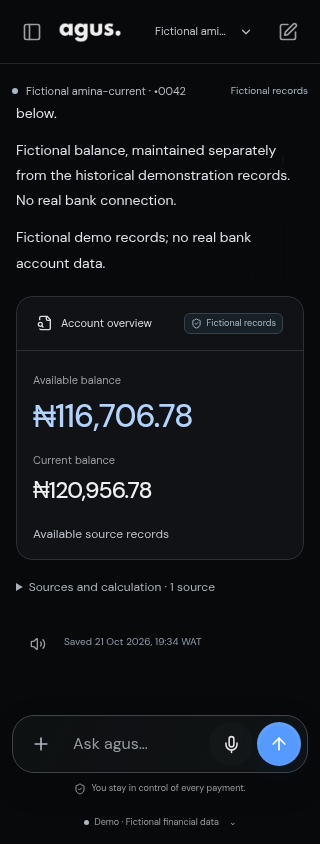 agus.
Fictional ami...
Fictional amina-current · •0042
Fictional records
below.
Fictional balance, maintained separately
from the historical demonstration records.
No real bank connection.
Fictional demo records; no real bank
account data.
Account overview
Fictional records
Available balance
₦116,706.78
Current balance
₦120,956.78
Available source records
Sources and calculation · 1 source
Saved 21 Oct 2026, 19:34 WAT
Ask agus...
You stay in control of every payment.
Demo · Fictional financial data